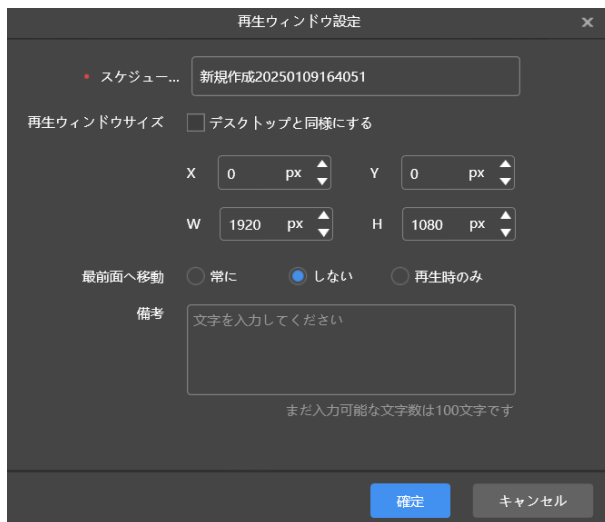 再生ウィンドウ設定 ×
* スケジュー... 新規作成20250109164051
再生ウィンドウサイズ デスクトップと同様にする
X 0 px Y 0 px
W 1920 px H 1080 px
最前面へ移動 常に しない 再生時のみ
備考 文字を入力してください
まだ入力可能な文字数は100文字です
確定 キャンセル